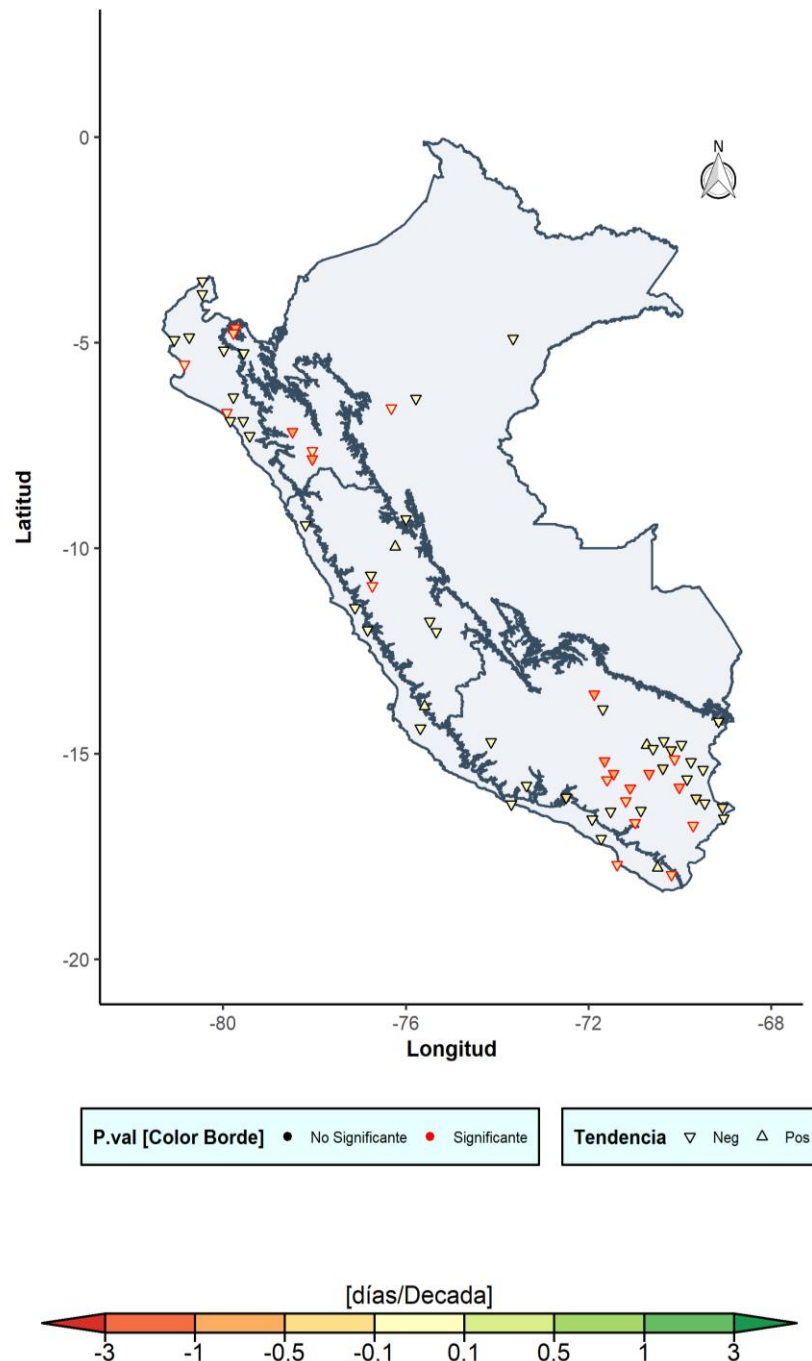 N
0
-5
-10
-15
-20
Latitud
-80 -76 -72 -68
Longitud
P.val [Color Borde] No Significante Significante Tendencia Neg Pos
[días/Decada]
-3 -1 -0.5 -0.1 0.1 0.5 1 3